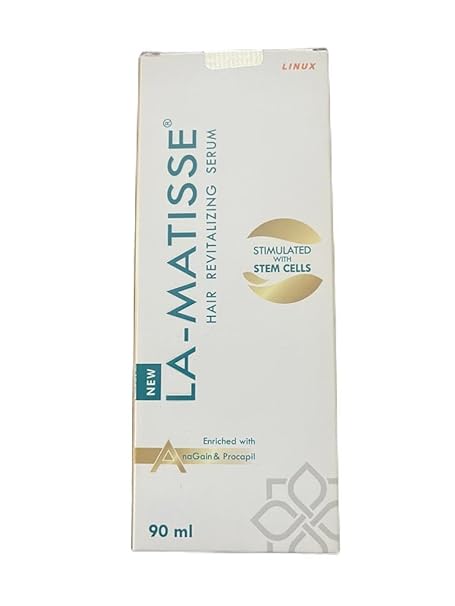 LINUX
NEW
LA-MATISSE®
HAIR REVITALIZING SERUM
STIMULATED
WITH
STEM CELLS
Enriched with
AnaGain & Procapil
90 ml